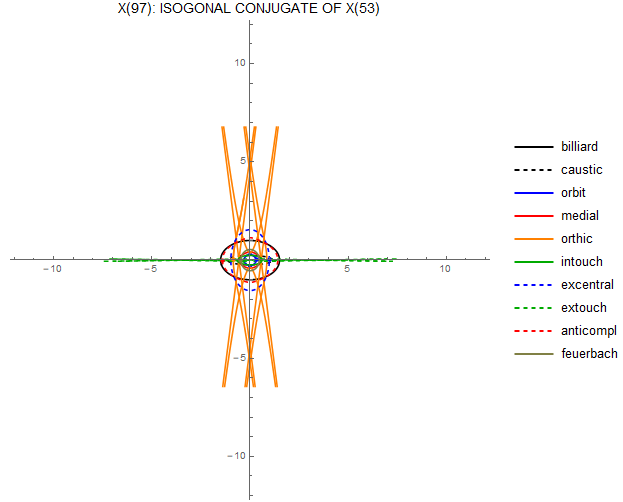 X(97): ISOGONAL CONJUGATE OF X(53)
10
5
-10
-5
5
10
-5
-10
billiard
caustic
orbit
medial
orthic
intouch
excentral
extouch
anticompl
feuerbach